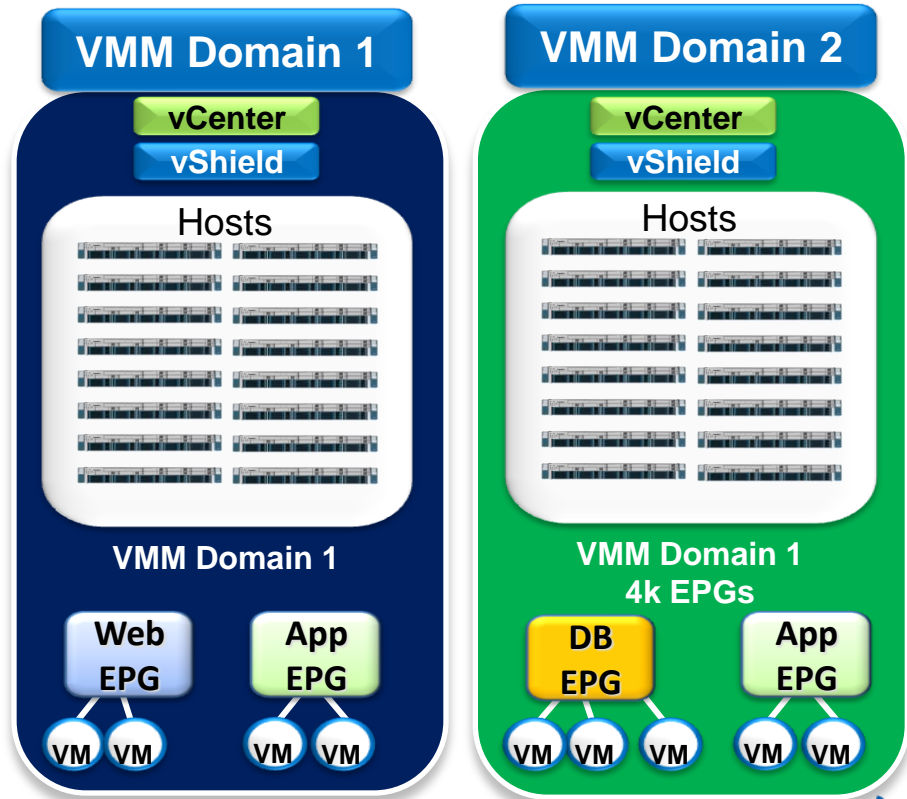 VMM Domain 1
vCenter
vShield
Hosts
VMM Domain 1
Web
EPG
App
EPG
VM
VM
VM
VM
VMM Domain 2
vCenter
vShield
Hosts
VMM Domain 1
4k EPGs
DB
EPG
App
EPG
VM
VM
VM
VM
VM